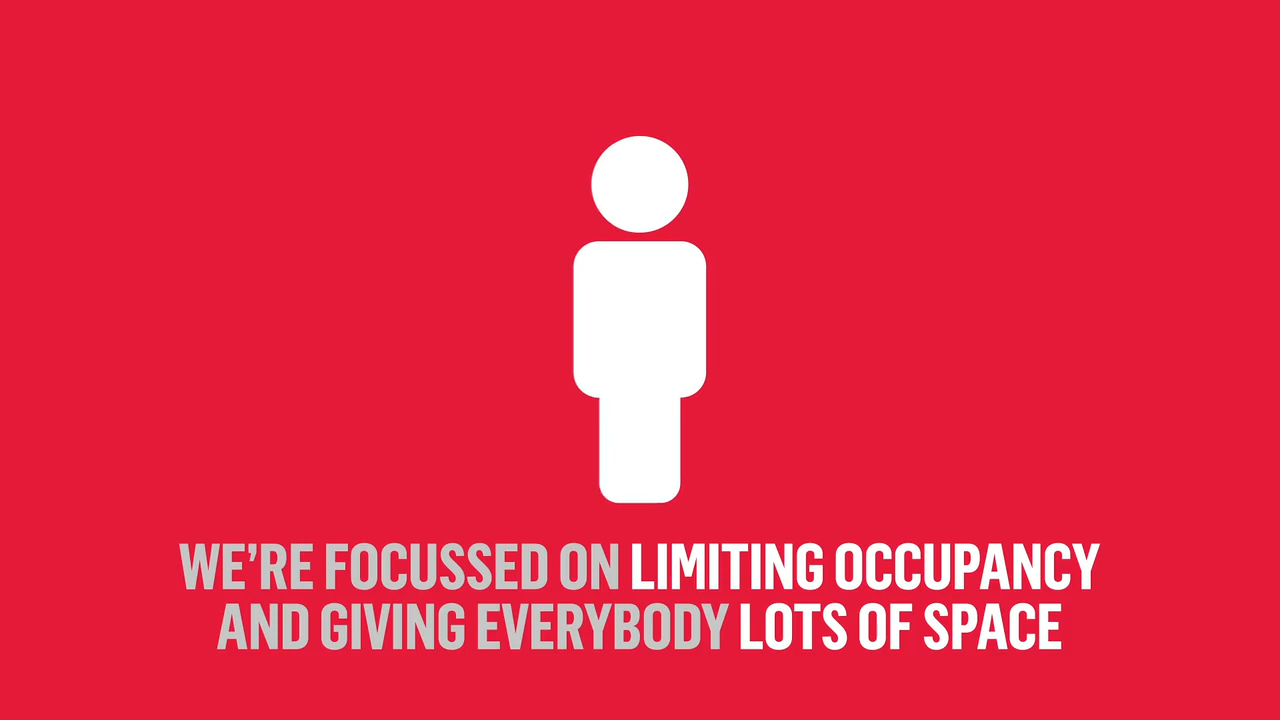 WE’RE FOCUSSED ON LIMITING OCCUPANCY
AND GIVING EVERYBODY LOTS OF SPACE